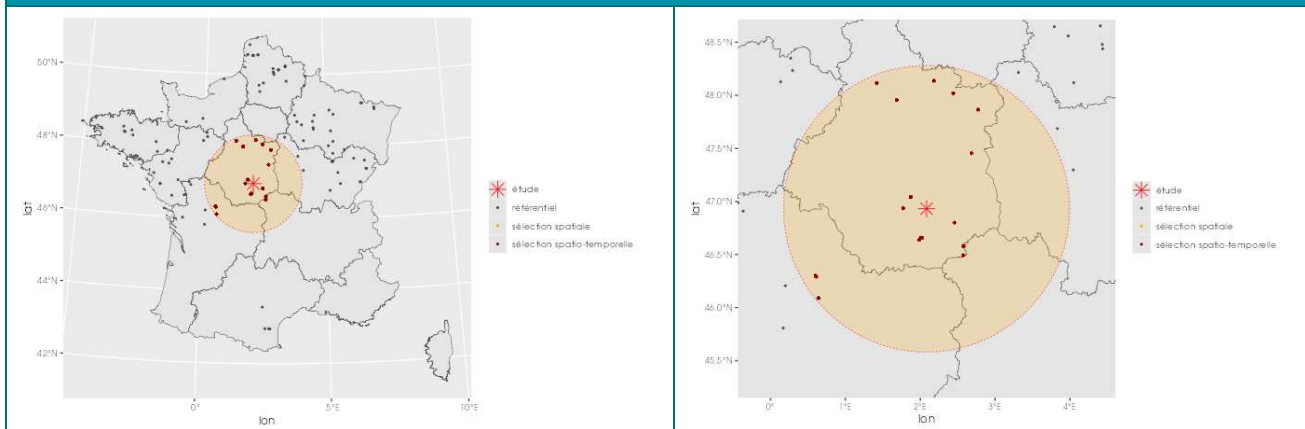 50°N
48°N
46°N
44°N
42°N
lat
0°
5°E
10°E
lon
étude
référentiel
sélection spatiale
sélection spatio-temporelle
48.5°N
48.0°N
47.5°N
47.0°N
46.5°N
46.0°N
45.5°N
lat
0°
1°E
2°E
3°E
4°E
lon
étude
référentiel
sélection spatiale
sélection spatio-temporelle